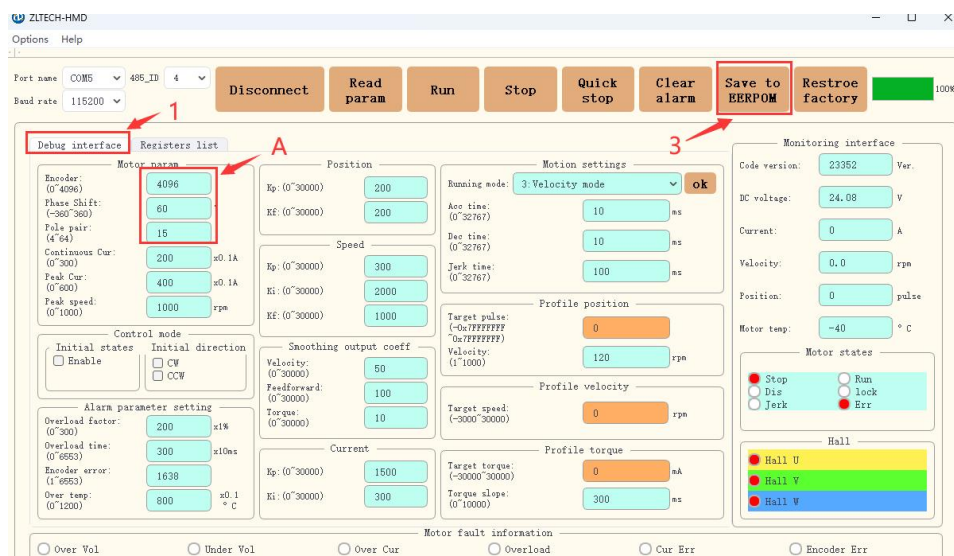 ZLTECH-HMD
Options Help
Port name COM5 485_ID 4
Baud rate 115200
Disconnect
Read param
Run
Stop
Quick stop
Clear alarm
Save to EERPOM
Restroe factory
100%
1
3
A
Debug interface Registers list
Motor param
Encoder: (0~4096) 4096
Phase Shift: (-360~360) 60 °
Pole pair: (4~64) 15
Continuous Cur: (0~300) 200 x0.1A
Peak Cur: (0~600) 400 x0.1A
Peak speed: (0~1000) 1000 rpm
Control mode
Initial states Initial direction
Enable CW
CCW
Alarm parameter setting
Overload factor: (0~300) 200 x1%
Overload time: (0~6553) 300 x10ms
Encoder error: (1~6553) 1638
Over temp: (0~1200) 800 x0.1 °C
Position
Kp: (0~30000) 200
Kf: (0~30000) 200
Speed
Kp: (0~30000) 300
Ki: (0~30000) 2000
Kf: (0~30000) 1000
Smoothing output coeff
Velocity: (0~30000) 50
Feedforward: (0~30000) 100
Torque: (0~30000) 10
Current
Kp: (0~30000) 1500
Ki: (0~30000) 300
Motion settings
Running mode: 3:Velocity mode ok
Acc time: (0~32767) 10 ms
Dec time: (0~32767) 10 ms
Jerk time: (0~32767) 100 ms
Profile position
Target pulse: (-0x7FFFFFFF ~0x7FFFFFFF) 0
Velocity: (1~1000) 120 rpm
Profile velocity
Target speed: (-3000~3000) 0 rpm
Profile torque
Target torque: (-30000~30000) 0 mA
Torque slope: (0~10000) 300 ms
Monitoring interface
Code version: 23352 Ver.
DC voltage: 24.08 V
Current: 0 A
Velocity: 0.0 rpm
Position: 0 pulse
Motor temp: -40 °C
Motor states
Stop Run
Dis lock
Jerk Err
Hall
Hall U
Hall V
Hall W
Motor fault information
Over Vol Under Vol Over Cur Overload Cur Err Encoder Err